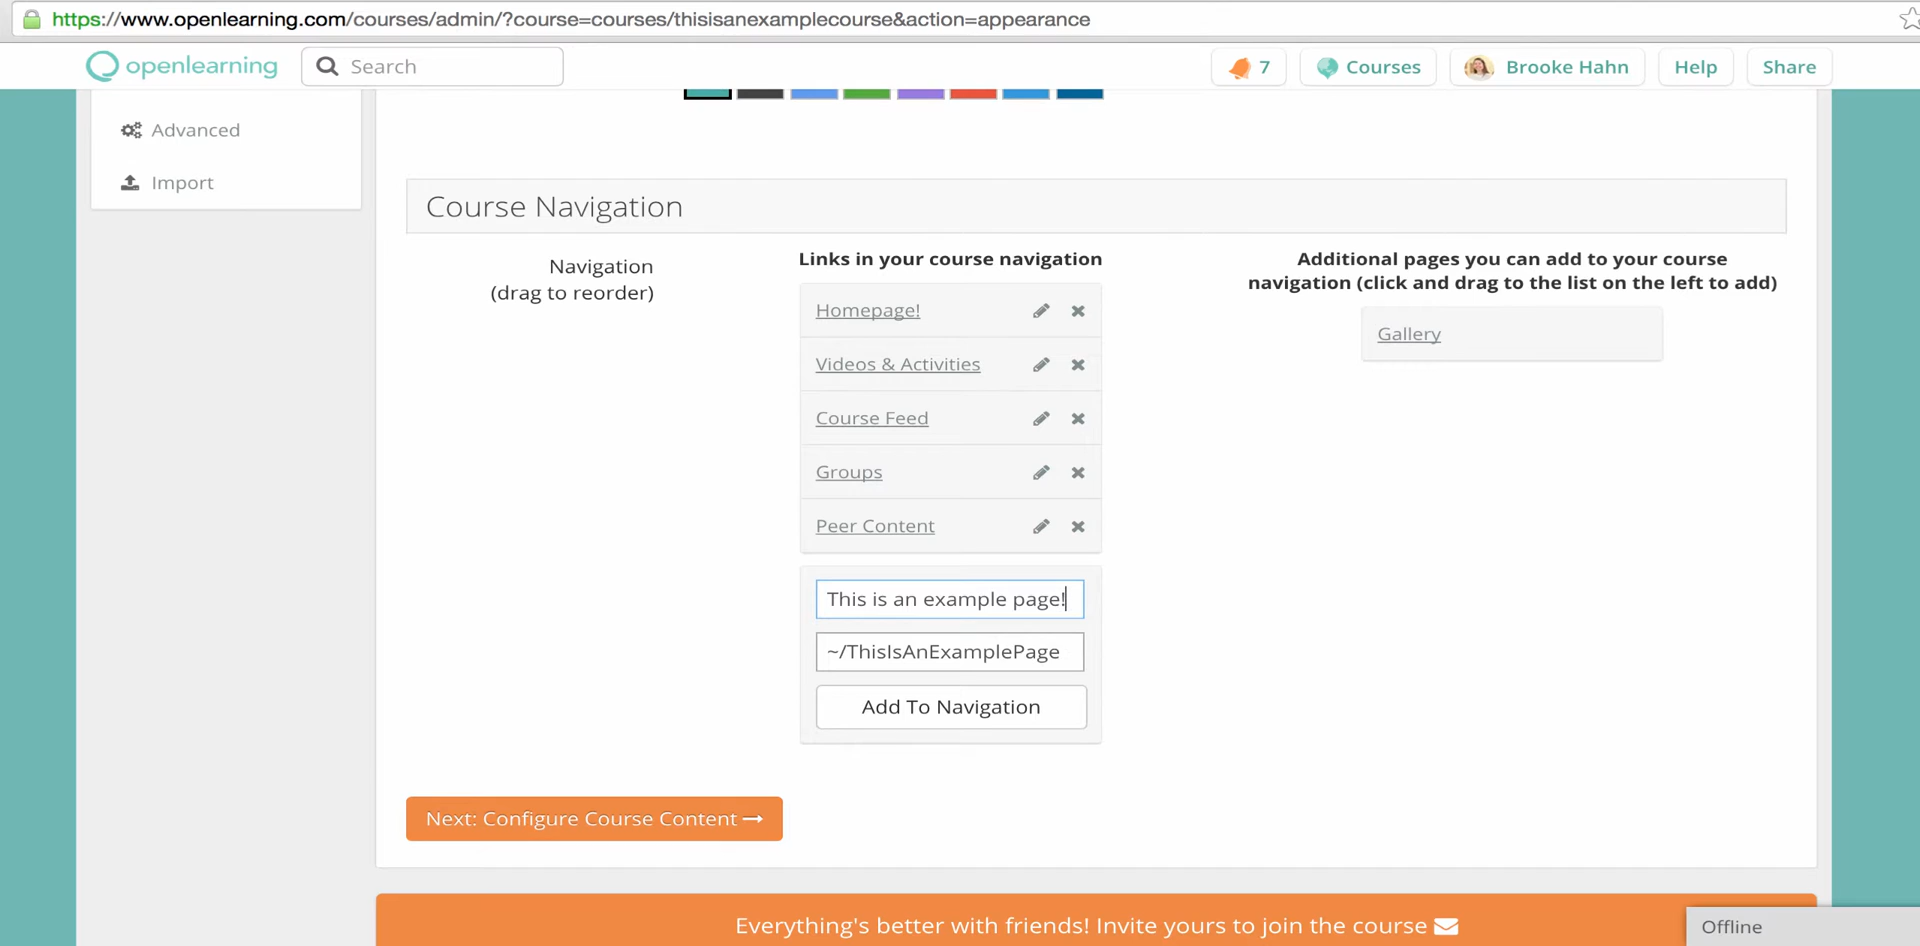 https://www.openlearning.com/courses/admin/?course=courses/thisisanexamplecourse&action=appearance
openlearning
Search
7
Courses
Brooke Hahn
Help
Share
Advanced
Import
Course Navigation
Navigation
(drag to reorder)
Links in your course navigation
Homepage!
Videos & Activities
Course Feed
Groups
Peer Content
This is an example page!
~/ThisIsAnExamplePage
Add To Navigation
Additional pages you can add to your course
navigation (click and drag to the list on the left to add)
Gallery
Next: Configure Course Content →
Everything's better with friends! Invite yours to join the course
Offline